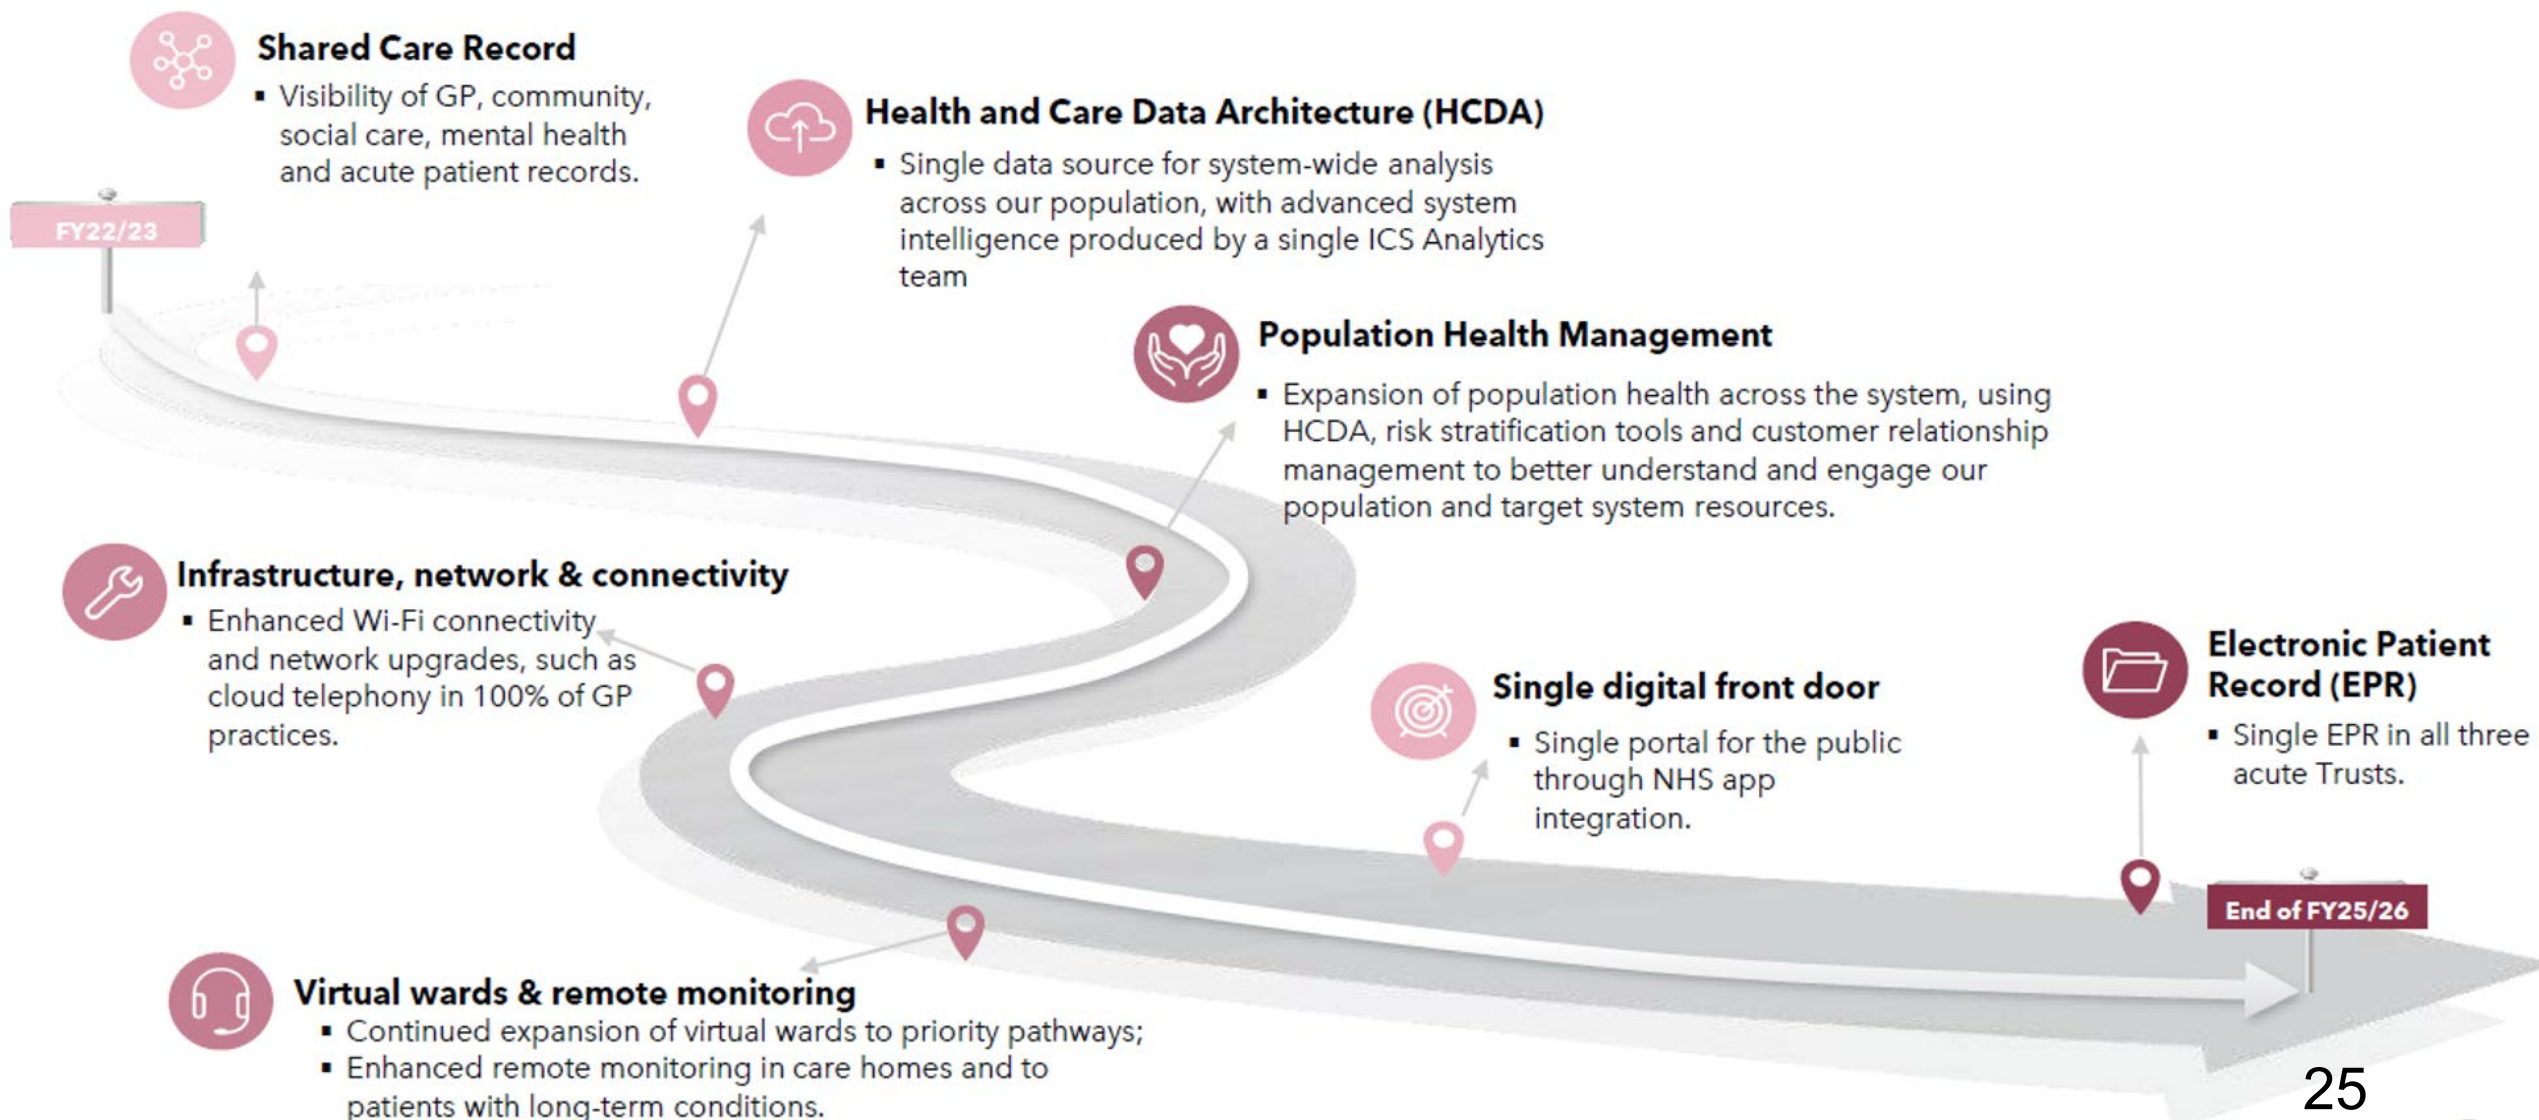 Shared Care Record
▪ Visibility of GP, community,
social care, mental health
and acute patient records.
FY22/23
Health and Care Data Architecture (HCDA)
▪ Single data source for system-wide analysis
across our population, with advanced system
intelligence produced by a single ICS Analytics
team
Population Health Management
▪ Expansion of population health across the system, using
HCDA, risk stratification tools and customer relationship
management to better understand and engage our
population and target system resources.
Infrastructure, network & connectivity
▪ Enhanced Wi-Fi connectivity
and network upgrades, such as
cloud telephony in 100% of GP
practices.
Virtual wards & remote monitoring
▪ Continued expansion of virtual wards to priority pathways;
▪ Enhanced remote monitoring in care homes and to
patients with long-term conditions.
Single digital front door
▪ Single portal for the public
through NHS app
integration.
Electronic Patient
Record (EPR)
▪ Single EPR in all three
acute Trusts.
End of FY25/26
25